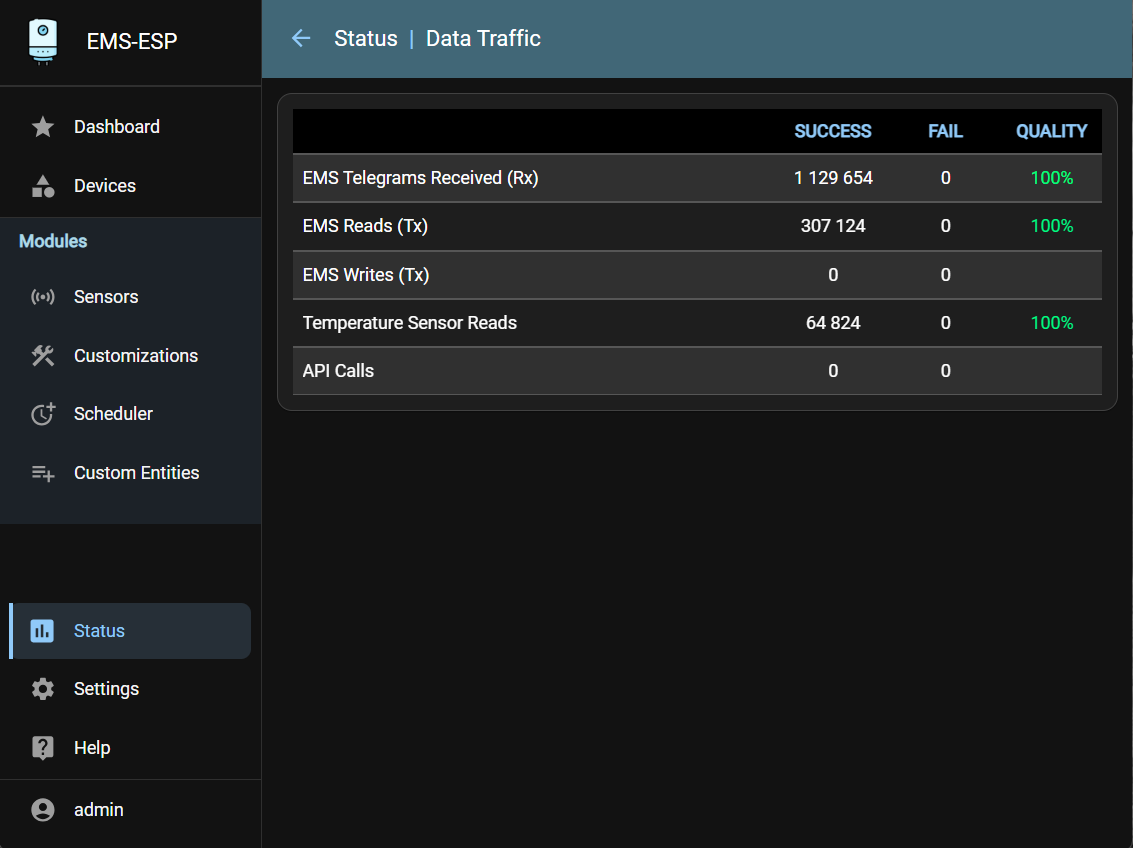 EMS-ESP
Dashboard
Devices
Modules
Sensors
Customizations
Scheduler
Custom Entities
Status
Settings
Help
admin
Status | Data Traffic
SUCCESS FAIL QUALITY
EMS Telegrams Received (Rx) 1 129 654 0 100%
EMS Reads (Tx) 307 124 0 100%
EMS Writes (Tx) 0 0
Temperature Sensor Reads 64 824 0 100%
API Calls 0 0